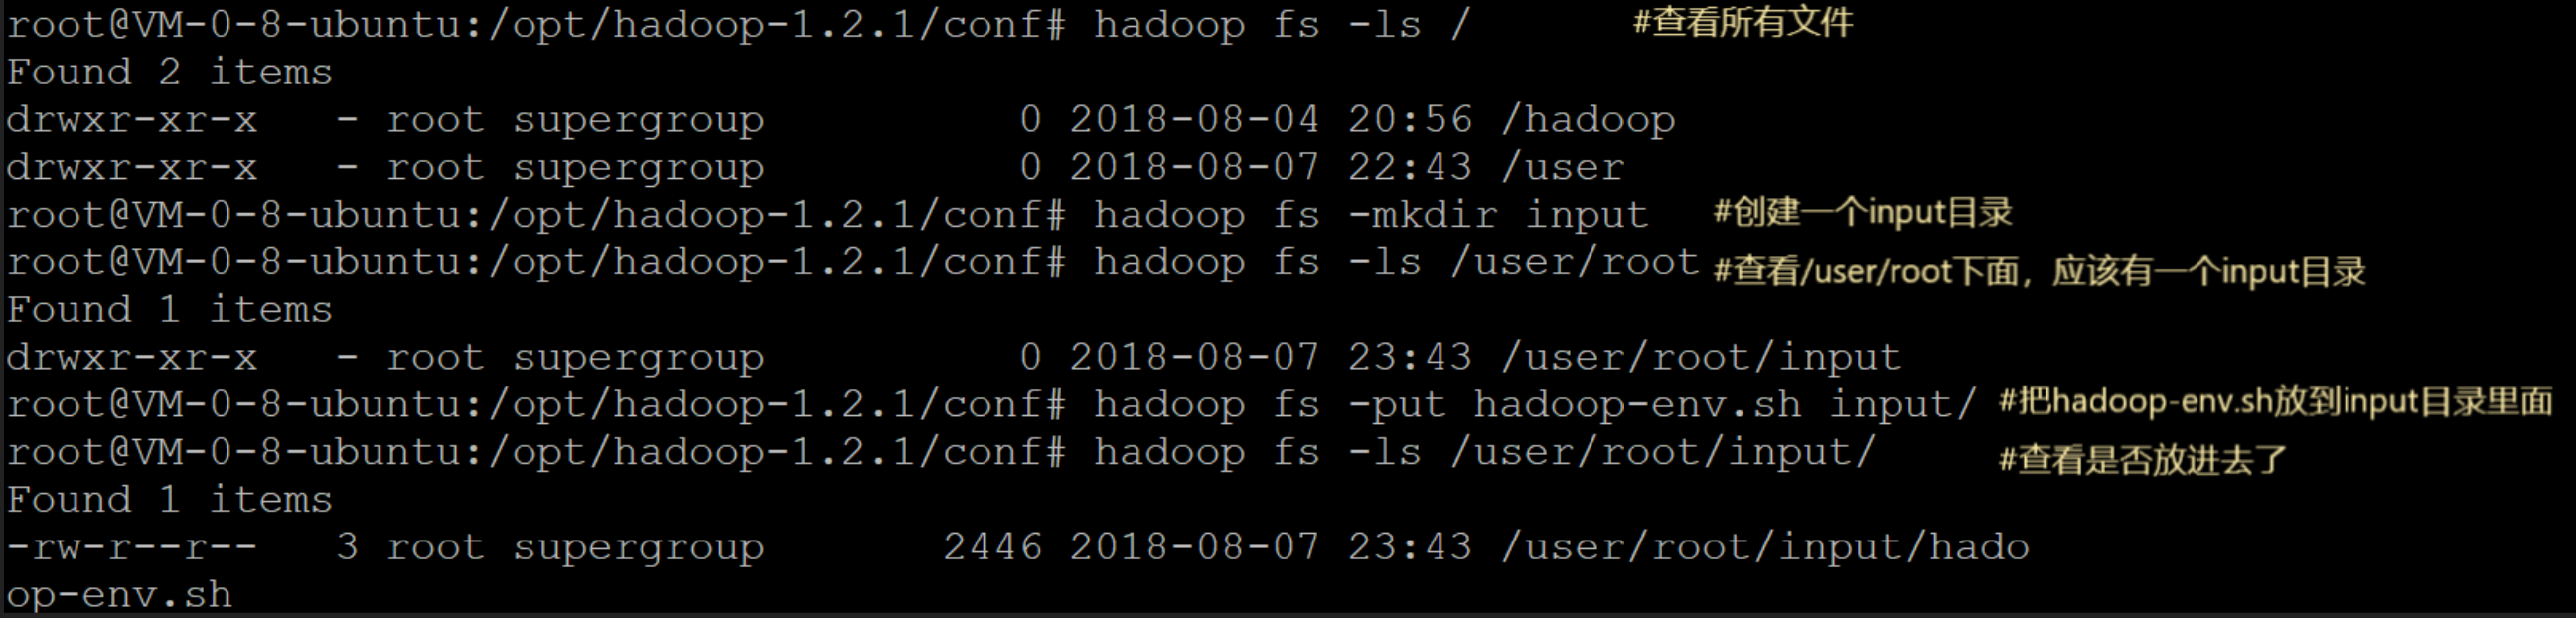 root@VM-0-8-ubuntu:/opt/hadoop-1.2.1/conf# hadoop fs -ls / #查看所有文件
Found 2 items
drwxr-xr-x   - root supergroup          0 2018-08-04 20:56 /hadoop
drwxr-xr-x   - root supergroup          0 2018-08-07 22:43 /user
root@VM-0-8-ubuntu:/opt/hadoop-1.2.1/conf# hadoop fs -mkdir input #创建一个input目录
root@VM-0-8-ubuntu:/opt/hadoop-1.2.1/conf# hadoop fs -ls /user/root #查看/user/root下面，应该有一个input目录
Found 1 items
drwxr-xr-x   - root supergroup          0 2018-08-07 23:43 /user/root/input
root@VM-0-8-ubuntu:/opt/hadoop-1.2.1/conf# hadoop fs -put hadoop-env.sh input/ #把hadoop-env.sh放到input目录里面
root@VM-0-8-ubuntu:/opt/hadoop-1.2.1/conf# hadoop fs -ls /user/root/input/ #查看是否放进去了
Found 1 items
-rw-r--r--   3 root supergroup       2446 2018-08-07 23:43 /user/root/input/hado
op-env.sh